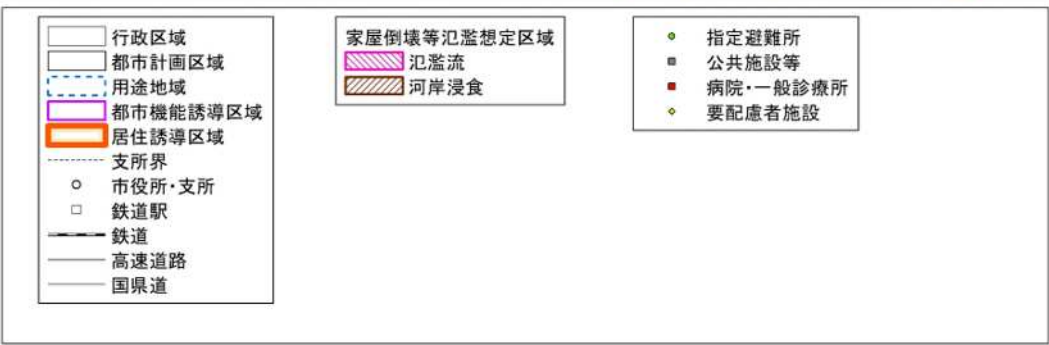 行政区域
都市計画区域
用途地域
都市機能誘導区域
居住誘導区域
支所界
市役所・支所
鉄道駅
鉄道
高速道路
国県道
家屋倒壊等氾濫想定区域
氾濫流
河岸浸食
指定避難所
公共施設等
病院・一般診療所
要配慮者施設